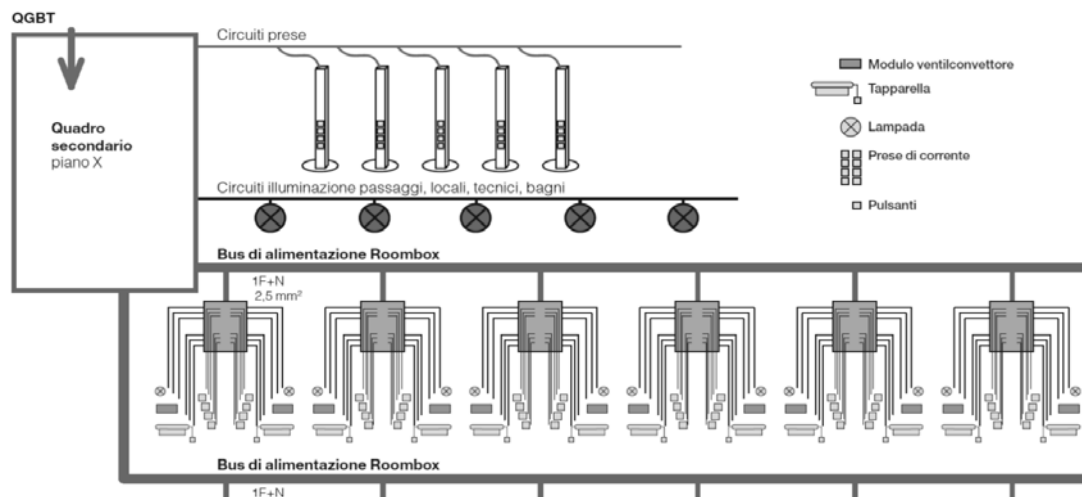 QGBT
Circuiti prese
Quadro
secondario
piano X
Modulo ventilconvettore
Tapparella
Lampada
Prese di corrente
Pulsanti
Circuiti illuminazione passaggi, locali, tecnici, bagni
Bus di alimentazione Roombox
1F+N
2,5 mm²
Bus di alimentazione Roombox
1F+N